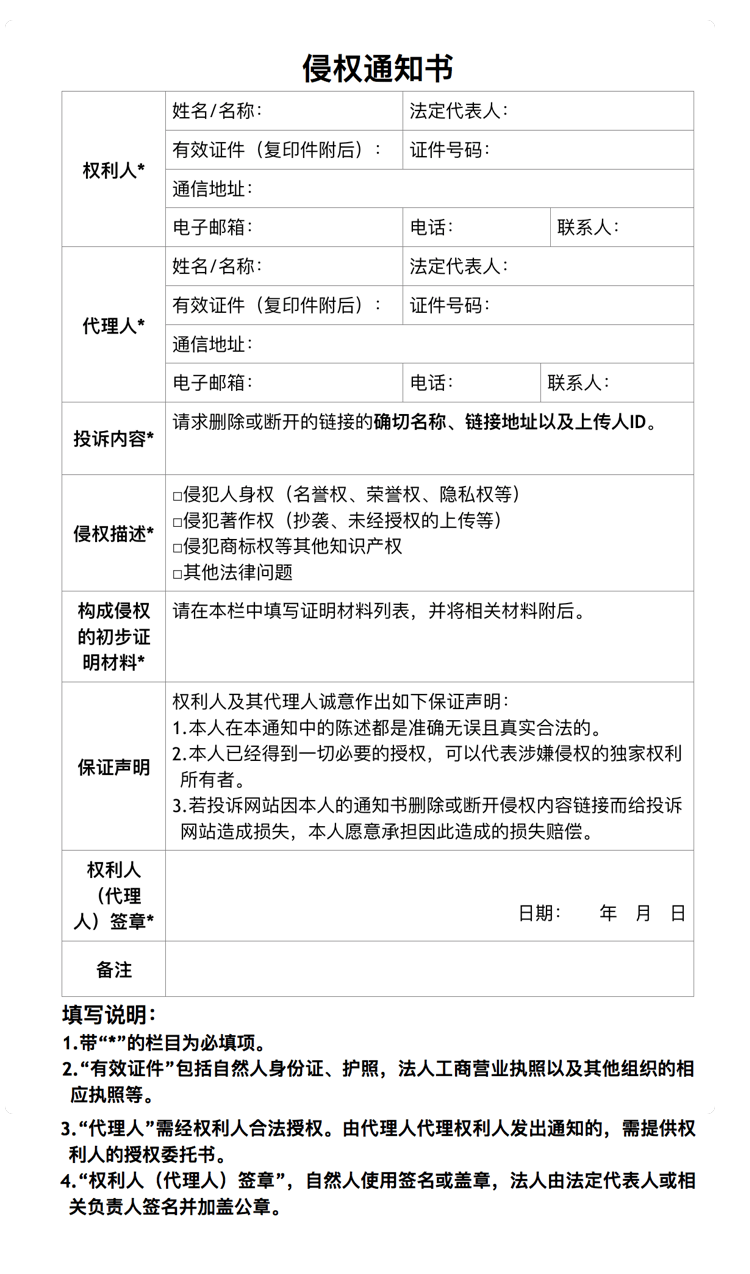 侵权通知书
权利人*
姓名/名称：
法定代表人：
有效证件（复印件附后）：
证件号码：
通信地址：
电子邮箱：
电话：
联系人：
代理人*
姓名/名称：
法定代表人：
有效证件（复印件附后）：
证件号码：
通信地址：
电子邮箱：
电话：
联系人：
投诉内容*
请求删除或断开的链接的确切名称、链接地址以及上传人ID。
侵权描述*
□侵犯人身权（名誉权、荣誉权、隐私权等）
□侵犯著作权（抄袭、未经授权的上传等）
□侵犯商标权等其他知识产权
□其他法律问题
构成侵权
的初步证
明材料*
请在本栏中填写证明材料列表，并将相关材料附后。
保证声明
权利人及其代理人诚意作出如下保证声明：
1.本人在本通知中的陈述都是准确无误且真实合法的。
2.本人已经得到一切必要的授权，可以代表涉嫌侵权的独家权利
所有者。
3.若投诉网站因本人的通知书删除或断开侵权内容链接而给投诉
网站造成损失，本人愿意承担因此造成的损失赔偿。
权利人
（代理
人）签章*
日期： 年 月 日
备注
填写说明：
1.带“*”的栏目为必填项。
2.“有效证件”包括自然人身份证、护照，法人工商营业执照以及其他组织的相
应执照等。
3.“代理人”需经权利人合法授权。由代理人代理权利人发出通知的，需提供权
利人的授权委托书。
4.“权利人（代理人）签章”，自然人使用签名或盖章，法人由法定代表人或相
关负责人签名并加盖公章。